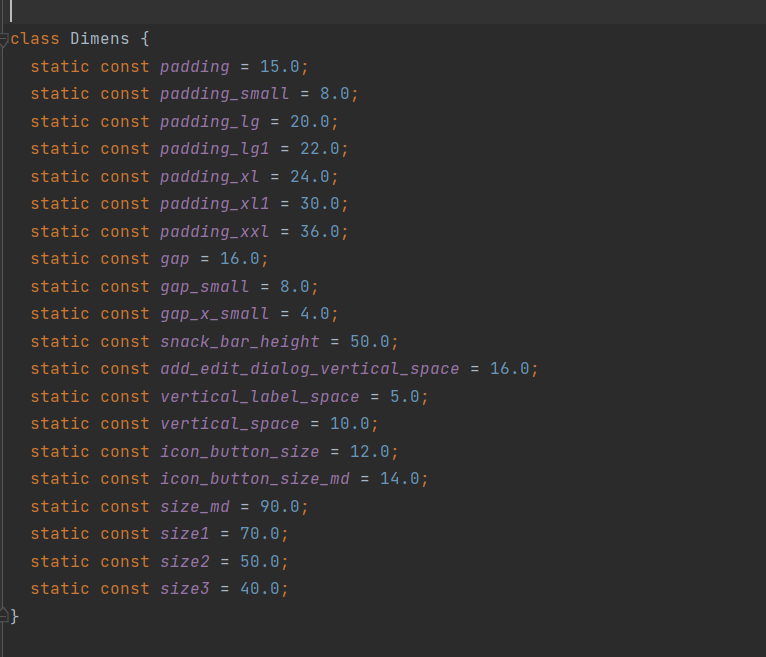 class Dimens {
static const padding = 15.0;
static const padding_small = 8.0;
static const padding_lg = 20.0;
static const padding_lg1 = 22.0;
static const padding_xl = 24.0;
static const padding_xl1 = 30.0;
static const padding_xxl = 36.0;
static const gap = 16.0;
static const gap_small = 8.0;
static const gap_x_small = 4.0;
static const snack_bar_height = 50.0;
static const add_edit_dialog_vertical_space = 16.0;
static const vertical_label_space = 5.0;
static const vertical_space = 10.0;
static const icon_button_size = 12.0;
static const icon_button_size_md = 14.0;
static const size_md = 90.0;
static const size1 = 70.0;
static const size2 = 50.0;
static const size3 = 40.0;
}